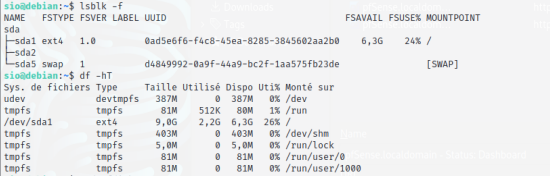 sio@debian:~$ lsblk -f
NAME   FSTYPE FSVER LABEL UUID                                 FSAVAIL FSUSE% MOUNTPOINT
sda
├─sda1 ext4   1.0         0ad5e6f6-f4c8-45ea-8285-3845602aa2b0    6,3G    24% /
├─sda2
└─sda5 swap   1           d4849992-0a9f-44a9-bc2f-1aa575fb23de                [SWAP]
sio@debian:~$ df -hT
Sys. de fichiers Type     Taille Utilisé Dispo Uti% Monté sur
udev             devtmpfs   387M       0  387M   0% /dev
tmpfs            tmpfs       81M    512K   80M   1% /run
/dev/sda1        ext4       9,0G    2,2G  6,3G  26% /
tmpfs            tmpfs      403M       0  403M   0% /dev/shm
tmpfs            tmpfs      5,0M       0  5,0M   0% /run/lock
tmpfs            tmpfs       81M       0   81M   0% /run/user/0
tmpfs            tmpfs       81M       0   81M   0% /run/user/1000